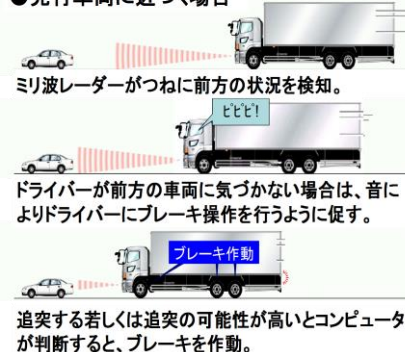 ●先行車両に近づく場合
ミリ波レーダーがつねに前方の状況を検知。
ピピピ!
ドライバーが前方の車両に気づかない場合は、音に
よりドライバーにブレーキ操作を行うように促す。
ブレーキ作動
追突する若しくは追突の可能性が高いとコンピュータ
が判断すると、ブレーキを作動。